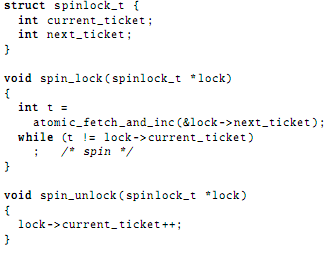 struct spinlock_t {
  int current_ticket;
  int next_ticket;
}

void spin_lock(spinlock_t *lock)
{
  int t =
    atomic_fetch_and_inc(&lock->next_ticket);
  while (t != lock->current_ticket)
    ;  /* spin */
}

void spin_unlock(spinlock_t *lock)
{
  lock->current_ticket++;
}